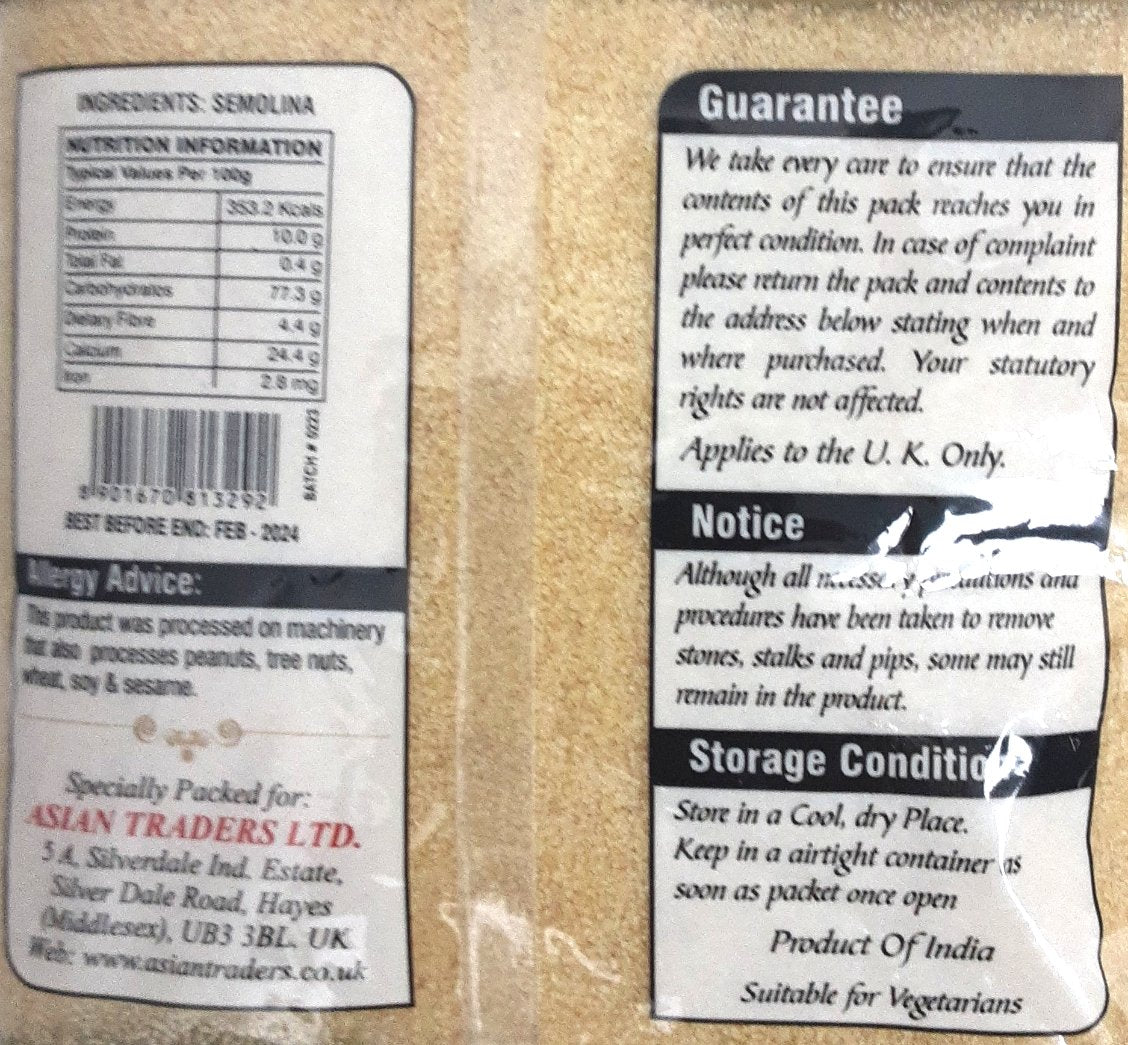 INGREDIENTS: SEMOLINA
NUTRITION INFORMATION
Typical Values Per 100g
Energy 353.2 Kcals
Protein 10.0 g
Total Fat 0.4 g
Carbohydrates 77.3 g
Dietary Fibre 4.4 g
Calcium 24.4 g
Iron 2.8 mg
BATCH # 0223
8 901670 813292
BEST BEFORE END: FEB - 2024
Allergy Advice:
This product was processed on machinery
that also processes peanuts, tree nuts,
wheat, soy & sesame.
Specially Packed for:
ASIAN TRADERS LTD.
5 A, Silverdale Ind. Estate,
Silver Dale Road, Hayes
(Middlesex), UB3 3BL. UK
Web: www.asiantraders.co.uk
Guarantee
We take every care to ensure that the
contents of this pack reaches you in
perfect condition. In case of complaint
please return the pack and contents to
the address below stating when and
where purchased. Your statutory
rights are not affected.
Applies to the U. K. Only.
Notice
Although all necessary and
procedures have been taken to remove
stones, stalks and pips, some may still
remain in the product.
Storage Conditions
Store in a Cool, dry Place.
Keep in a airtight container as
soon as packet once open
Product Of India
Suitable for Vegetarians